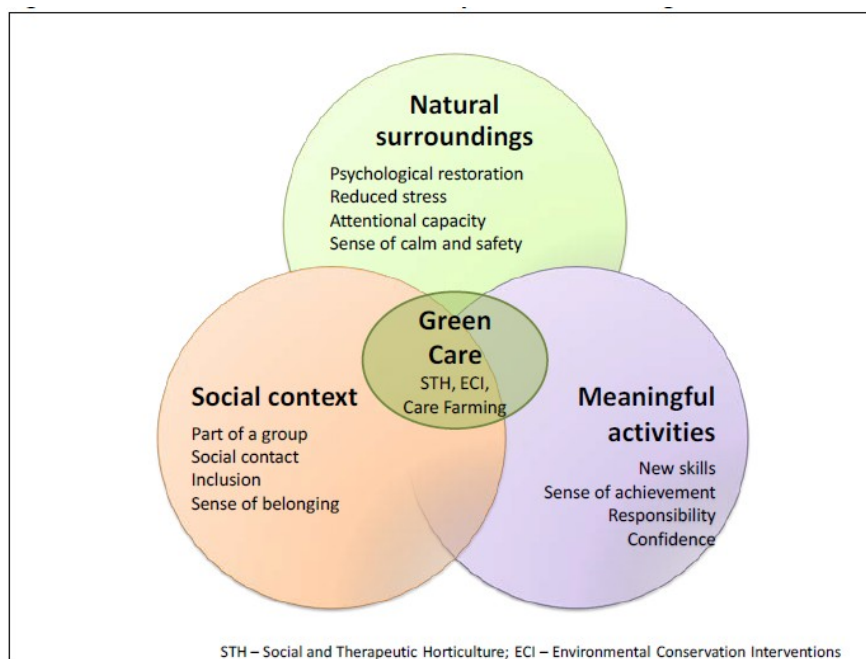 Natural
surroundings
Psychological restoration
Reduced stress
Attentional capacity
Sense of calm and safety
Green
Care
STH, ECI,
Care Farming
Social context
Part of a group
Social contact
Inclusion
Sense of belonging
Meaningful
activities
New skills
Sense of achievement
Responsibility
Confidence
STH – Social and Therapeutic Horticulture; ECI – Environmental Conservation Interventions